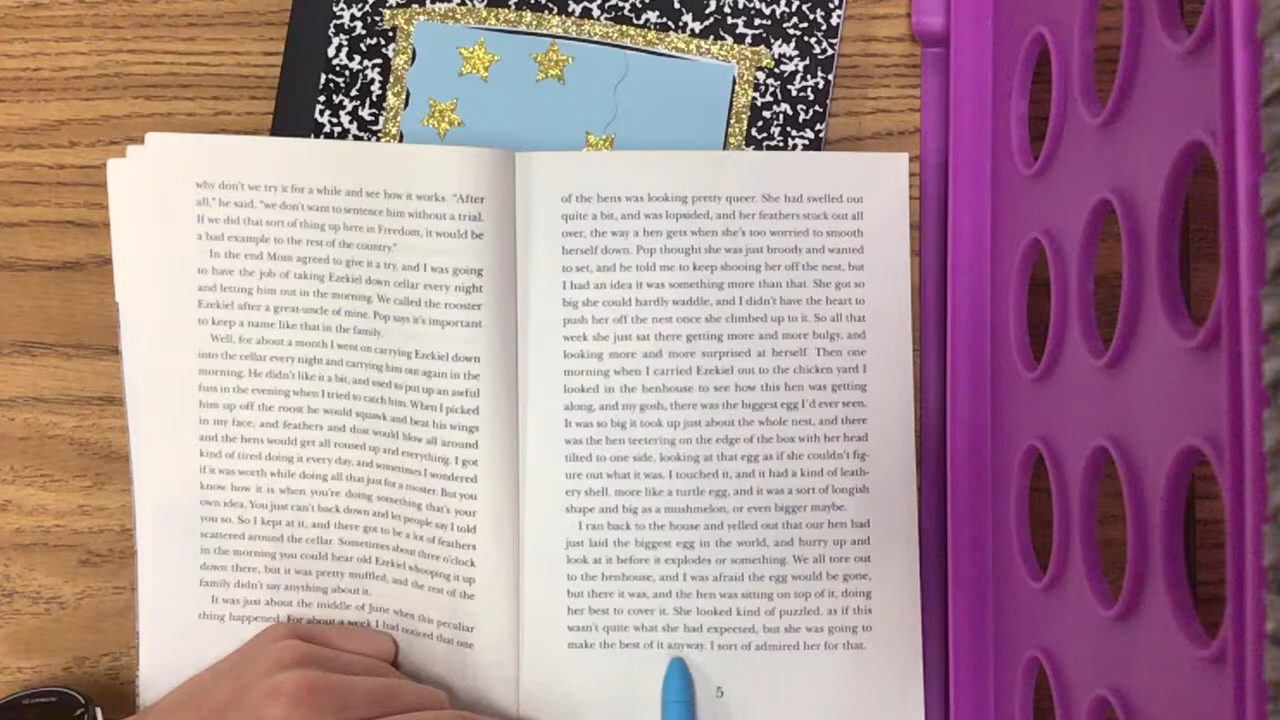 why don't we try it for a while and see how it works. "After
all," he said, "we don't want to sentence him without a trial.
If we did that sort of thing up here in Freedom, it would be
a bad example to the rest of the country."
In the end Mom agreed to give it a try, and I was going
to have the job of taking Ezekiel down cellar every night
and letting him out in the morning. We called the rooster
Ezekiel after a great-uncle of mine. Pop says it's important
to keep a name like that in the family.
Well, for about a month I went on carrying Ezekiel down
into the cellar every night and carrying him out again in the
morning. He didn't like it a bit, and used to put up an awful
fuss in the evening when I tried to catch him. When I picked
him up off the roost he would squawk and beat his wings
in my face, and feathers and dust would blow all around
and the hens would get all roused up and everything. I got
kind of tired doing it every day, and sometimes I wondered
if it was worth while doing all that just for a rooster. But you
know how it is when you're doing something that's your
own idea. You just can't back down and let people say I told
you so. So I kept at it, and there got to be a lot of feathers
scattered around the cellar. Sometimes about three o'clock
in the morning you could hear old Ezekiel whooping it up
down there, but it was pretty muffled, and the rest of the
family didn't say anything about it.
It was just about the middle of June when this peculiar
thing happened. For about a week I had noticed that one
of the hens was looking pretty queer. She had swelled out
quite a bit, and was lopsided, and her feathers stuck out all
over, the way a hen gets when she's too worried to smooth
herself down. Pop thought she was just broody and wanted
to set, and he told me to keep shooing her off the nest, but
I had an idea it was something more than that. She got so
big she could hardly waddle, and I didn't have the heart to
push her off the nest once she climbed up to it. So all that
week she just sat there getting more and more bulgy, and
looking more and more surprised at herself. Then one
morning when I carried Ezekiel out to the chicken yard I
looked in the henhouse to see how this hen was getting
along, and my gosh, there was the biggest egg I'd ever seen.
It was so big it took up just about the whole nest, and there
was the hen teetering on the edge of the box with her head
tilted to one side, looking at that egg as if she couldn't fig-
ure out what it was. I touched it, and it had a kind of leath-
ery shell, more like a turtle egg, and it was a sort of longish
shape and big as a mushmelon, or even bigger maybe.
I ran back to the house and yelled out that our hen had
just laid the biggest egg in the world, and hurry up and
look at it before it explodes or something. We all tore out
to the henhouse, and I was afraid the egg would be gone,
but there it was, and the hen was sitting on top of it, doing
her best to cover it. She looked kind of puzzled, as if this
wasn't quite what she had expected, but she was going to
make the best of it anyway. I sort of admired her for that.
5